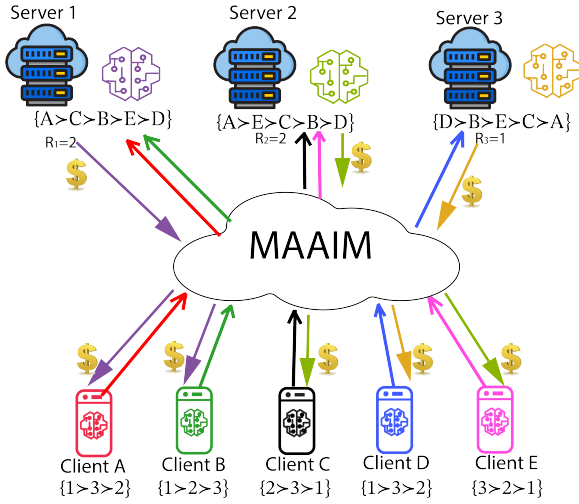 Server 1
Server 2
Server 3
{A≻C≻B≻E≻D}
{A≻E≻C≻B≻D}
{D≻B≻E≻C≻A}
R₁=2
R₂=2
R₃=1
$
$
$
MAAIM
$
$
$
$
$
Client A
Client B
Client C
Client D
Client E
{1≻3≻2}
{1≻2≻3}
{2≻3≻1}
{1≻3≻2}
{3≻2≻1}